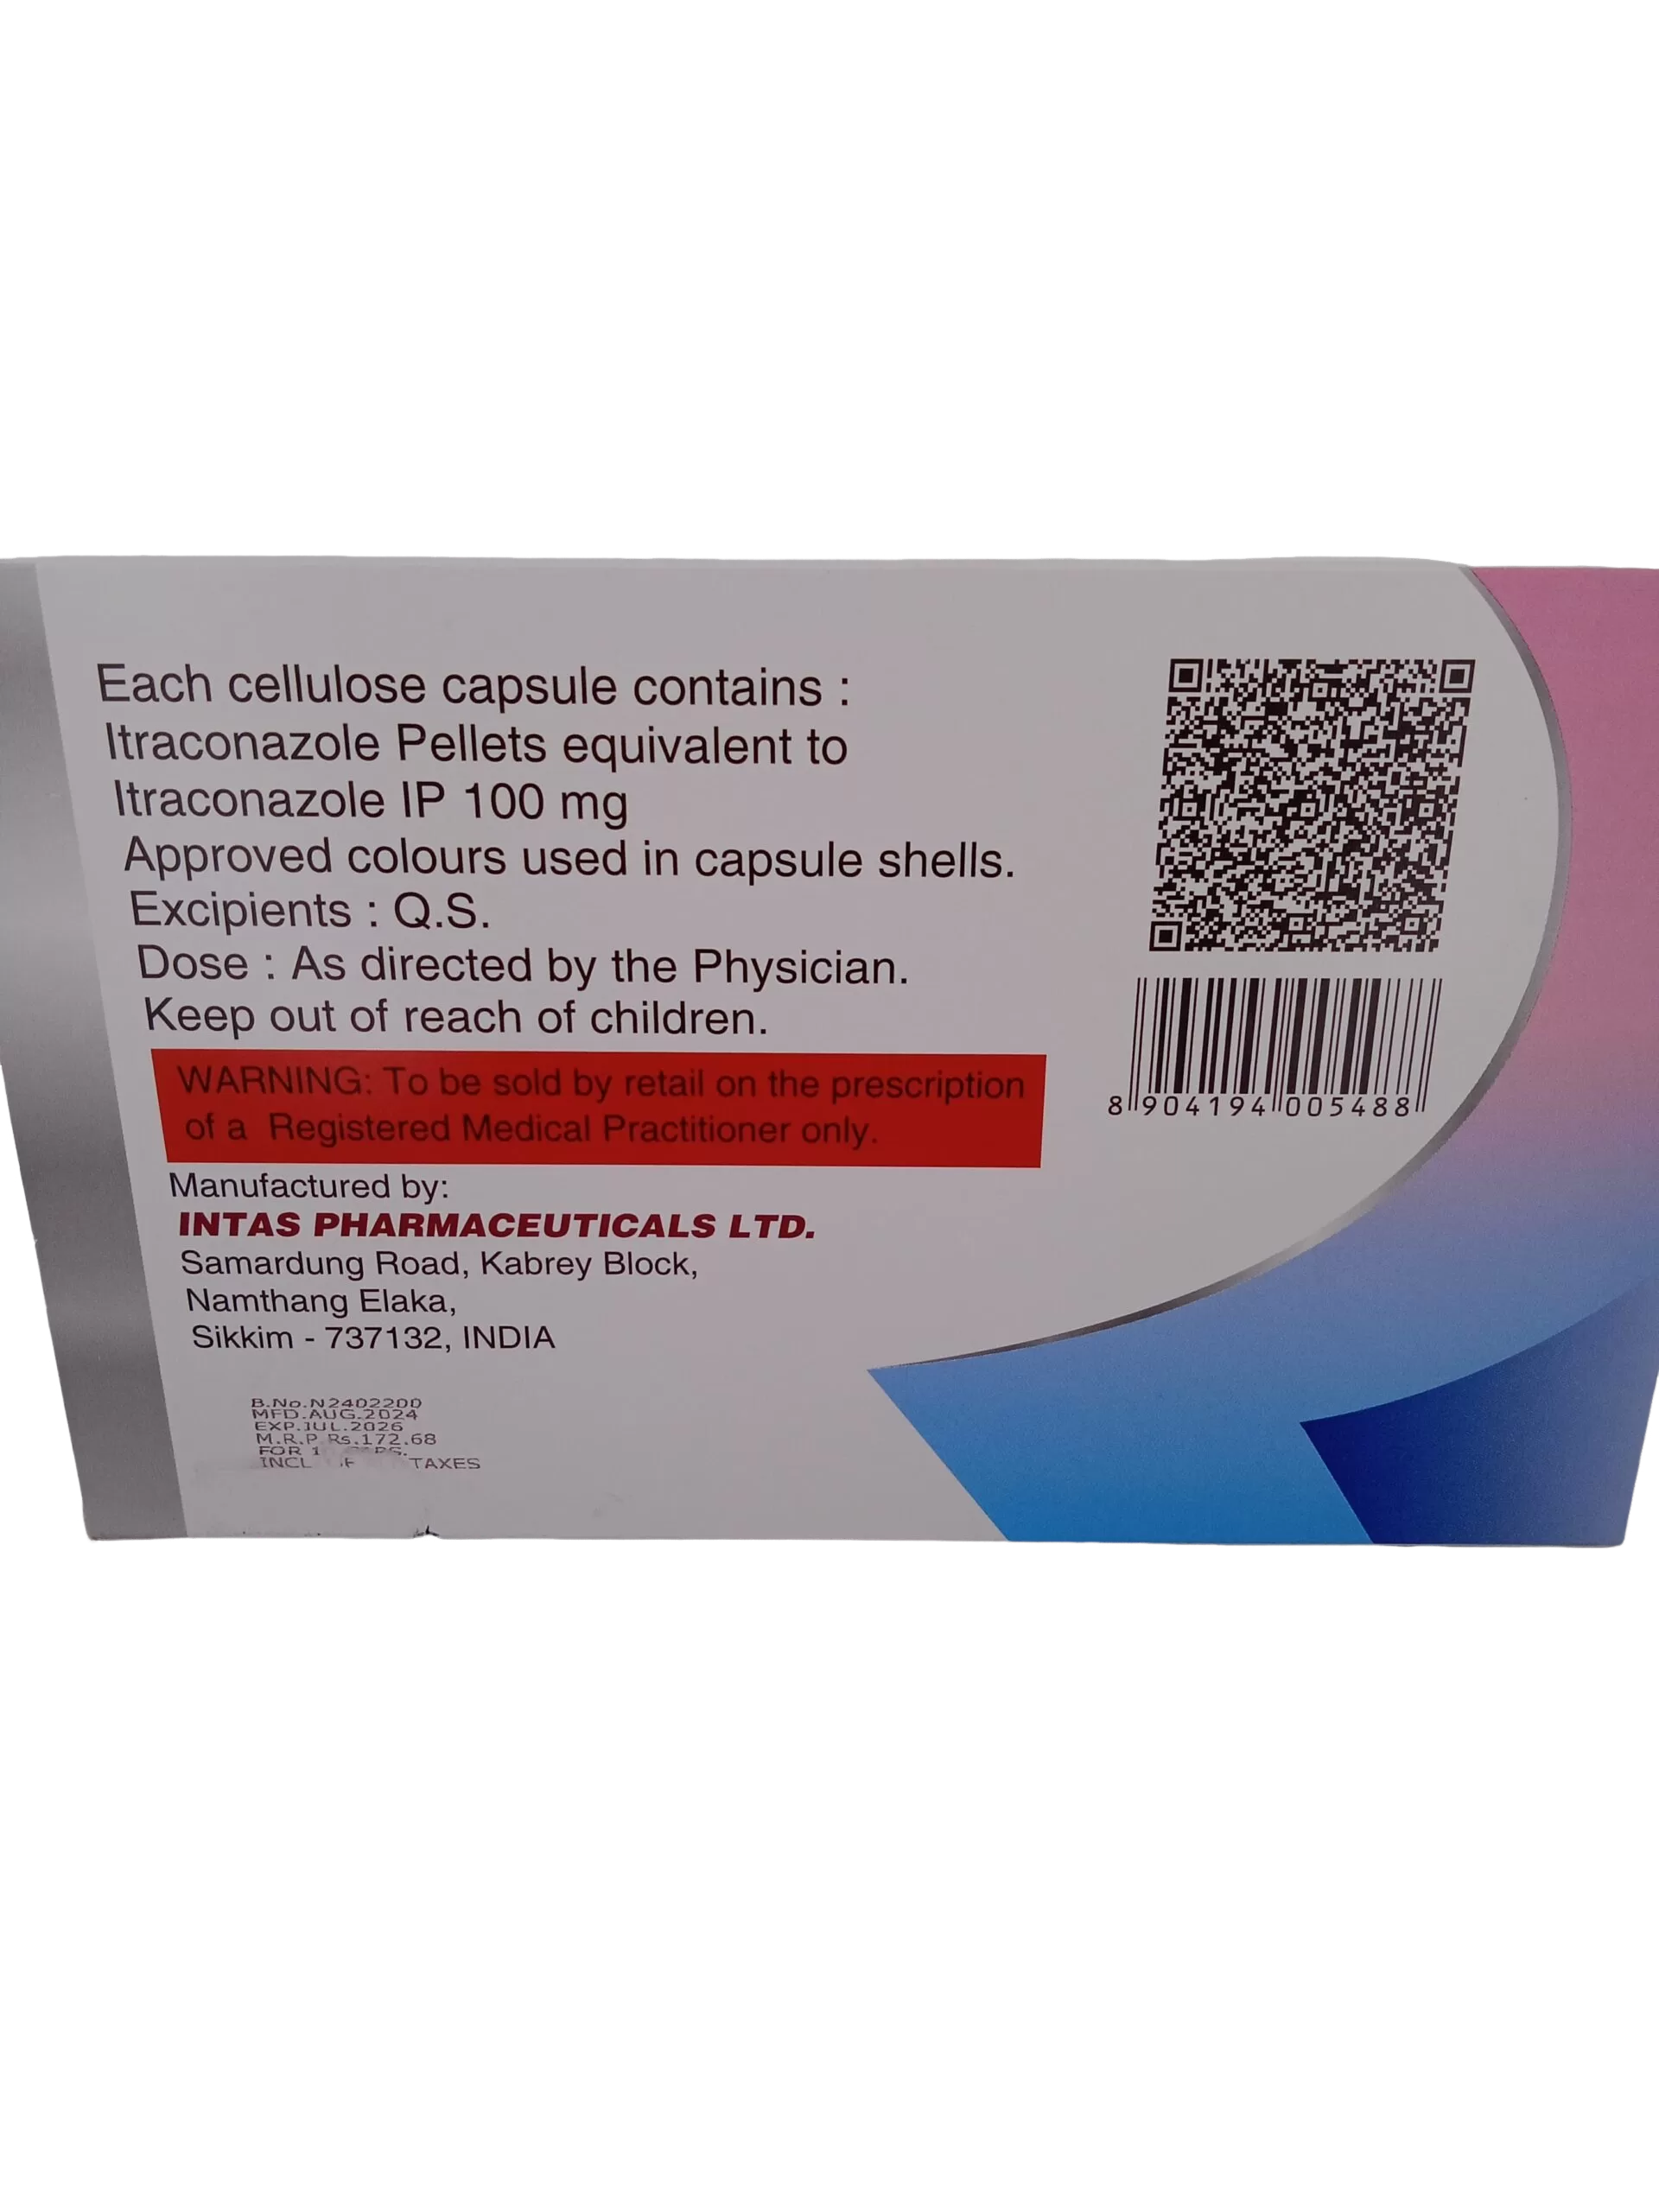 Each cellulose capsule contains :
Itraconazole Pellets equivalent to
Itraconazole IP 100 mg
Approved colours used in capsule shells.
Excipients : Q.S.
Dose : As directed by the Physician.
Keep out of reach of children.
WARNING: To be sold by retail on the prescription
of a Registered Medical Practitioner only.
Manufactured by:
INTAS PHARMACEUTICALS LTD.
Samardung Road, Kabrey Block,
Namthang Elaka,
Sikkim - 737132, INDIA
B.No.N2402200
MFD.AUG.2024
EXP.JUL.2026
M.R.P.Rs.172.68
FOR
TAXES
8 904194 005488